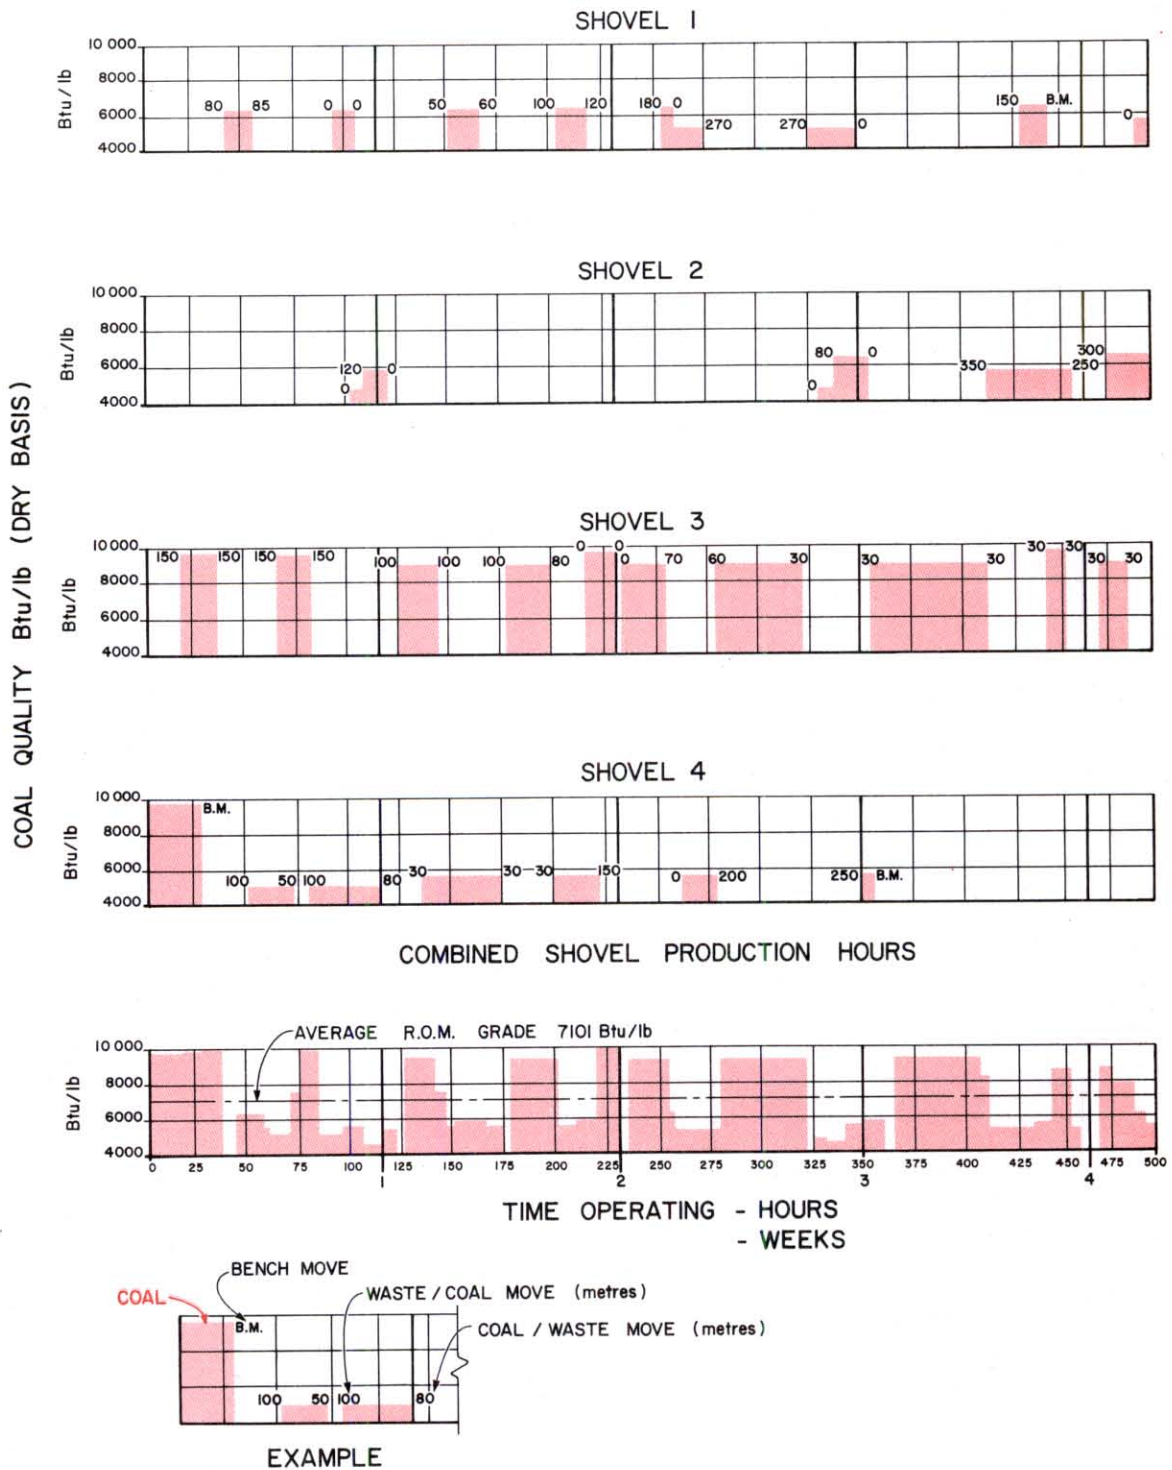 SHOVEL 1
10 000
8000
6000
4000
Btu/lb
80 85 0 0 50 60 100 120 180 0 270 270 0 150 B.M. 0
SHOVEL 2
10 000
8000
6000
4000
Btu/lb
0 120 0 0 80 0 350 250 300
SHOVEL 3
10 000
8000
6000
4000
Btu/lb
150 150 150 150 100 100 100 80 0 0 0 70 60 30 30 30 30 30 30 30
SHOVEL 4
10 000
8000
6000
4000
Btu/lb
B.M. 100 50 100 80 30 30 30 150 0 200 250 B.M.
COAL QUALITY Btu/lb (DRY BASIS)
COMBINED SHOVEL PRODUCTION HOURS
AVERAGE R.O.M. GRADE 7101 Btu/lb
10 000
8000
6000
4000
Btu/lb
0 25 50 75 100 125 150 175 200 225 250 275 300 325 350 375 400 425 450 475 500
1 2 3 4
TIME OPERATING - HOURS
- WEEKS
BENCH MOVE
COAL
WASTE / COAL MOVE (metres)
B.M.
COAL / WASTE MOVE (metres)
100 50 100 80
EXAMPLE